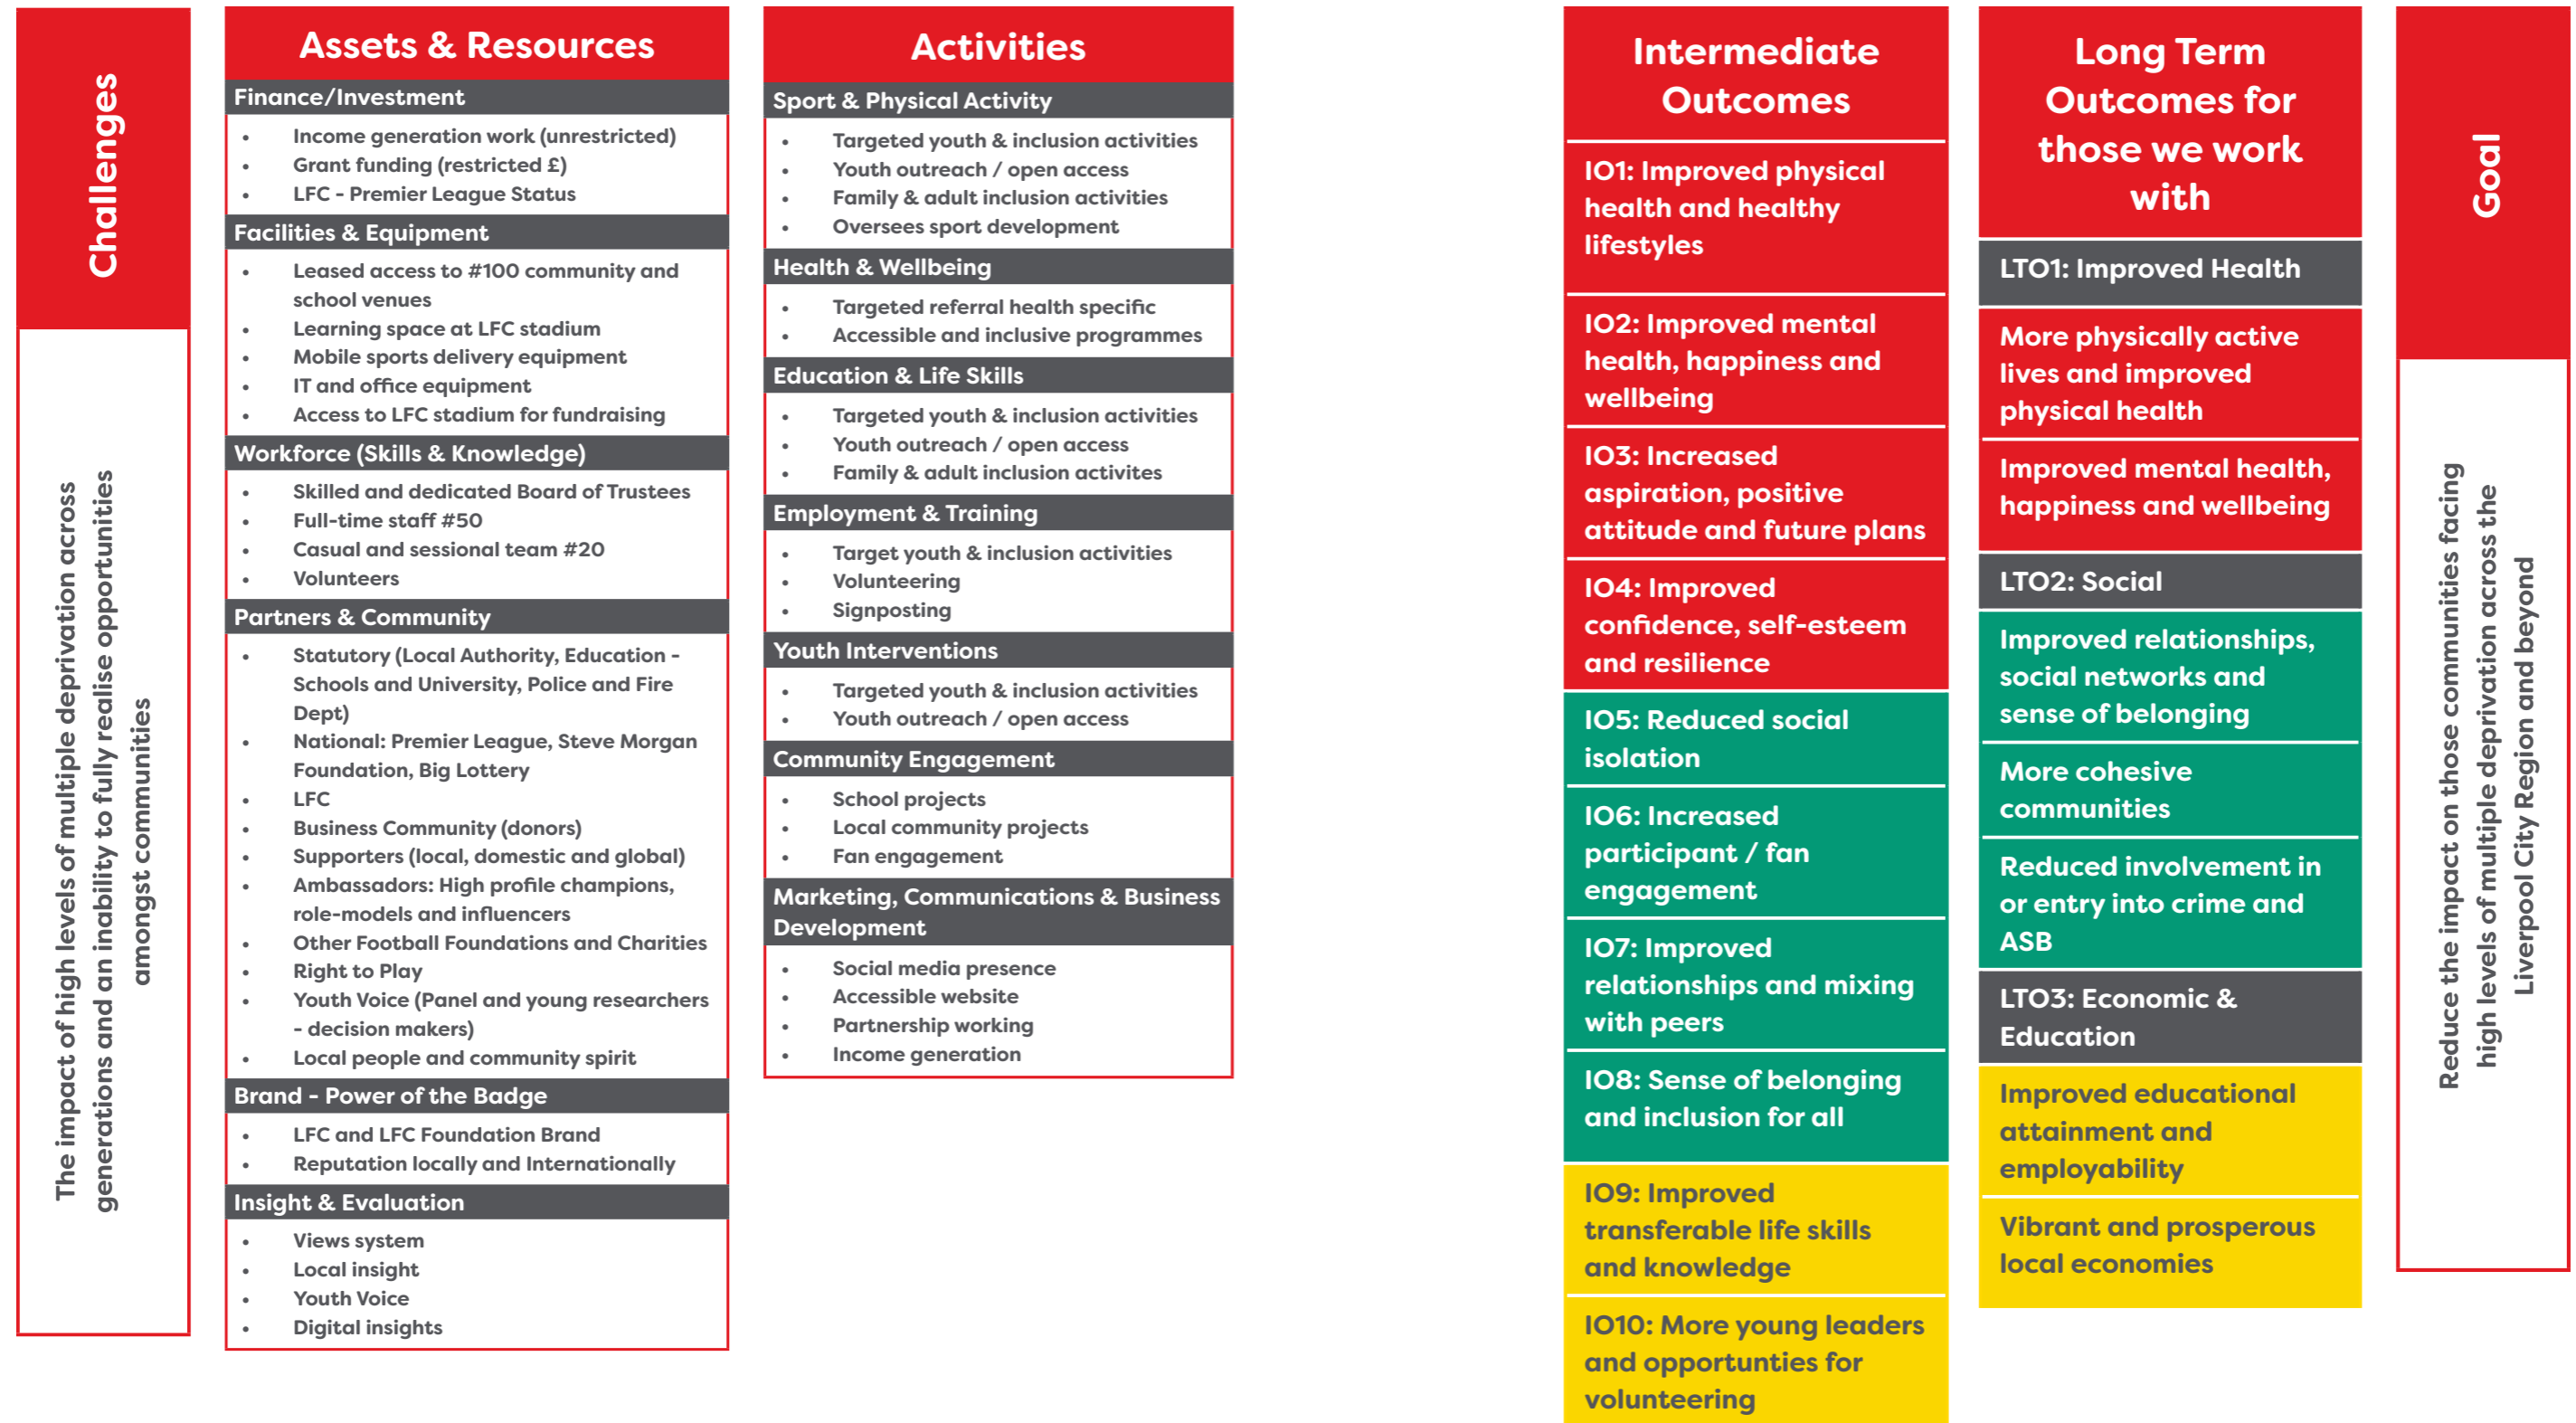 Challenges
The impact of high levels of multiple deprivation across
generations and an inability to fully realise opportunities
amongst communities
Assets & Resources
Finance/Investment
• Income generation work (unrestricted)
• Grant funding (restricted £)
• LFC - Premier League Status
Facilities & Equipment
• Leased access to #100 community and
school venues
• Learning space at LFC stadium
• Mobile sports delivery equipment
• IT and office equipment
• Access to LFC stadium for fundraising
Workforce (Skills & Knowledge)
• Skilled and dedicated Board of Trustees
• Full-time staff #50
• Casual and sessional team #20
• Volunteers
Partners & Community
• Statutory (Local Authority, Education -
Schools and University, Police and Fire
Dept)
• National: Premier League, Steve Morgan
Foundation, Big Lottery
• LFC
• Business Community (donors)
• Supporters (local, domestic and global)
• Ambassadors: High profile champions,
role-models and influencers
• Other Football Foundations and Charities
• Right to Play
• Youth Voice (Panel and young researchers
- decision makers)
• Local people and community spirit
Brand - Power of the Badge
• LFC and LFC Foundation Brand
• Reputation locally and Internationally
Insight & Evaluation
• Views system
• Local insight
• Youth Voice
• Digital insights
Activities
Sport & Physical Activity
• Targeted youth & inclusion activities
• Youth outreach / open access
• Family & adult inclusion activities
• Oversees sport development
Health & Wellbeing
• Targeted referral health specific
• Accessible and inclusive programmes
Education & Life Skills
• Targeted youth & inclusion activities
• Youth outreach / open access
• Family & adult inclusion activites
Employment & Training
• Target youth & inclusion activities
• Volunteering
• Signposting
Youth Interventions
• Targeted youth & inclusion activities
• Youth outreach / open access
Community Engagement
• School projects
• Local community projects
• Fan engagement
Marketing, Communications & Business
Development
• Social media presence
• Accessible website
• Partnership working
• Income generation
Intermediate
Outcomes
IO1: Improved physical
health and healthy
lifestyles
IO2: Improved mental
health, happiness and
wellbeing
IO3: Increased
aspiration, positive
attitude and future plans
IO4: Improved
confidence, self-esteem
and resilience
IO5: Reduced social
isolation
IO6: Increased
participant / fan
engagement
IO7: Improved
relationships and mixing
with peers
IO8: Sense of belonging
and inclusion for all
IO9: Improved
transferable life skills
and knowledge
IO10: More young leaders
and opportunties for
volunteering
Long Term
Outcomes for
those we work
with
LTO1: Improved Health
More physically active
lives and improved
physical health
Improved mental health,
happiness and wellbeing
LTO2: Social
Improved relationships,
social networks and
sense of belonging
More cohesive
communities
Reduced involvement in
or entry into crime and
ASB
LTO3: Economic &
Education
Improved educational
attainment and
employability
Vibrant and prosperous
local economies
Goal
Reduce the impact on those communities facing
high levels of multiple deprivation across the
Liverpool City Region and beyond